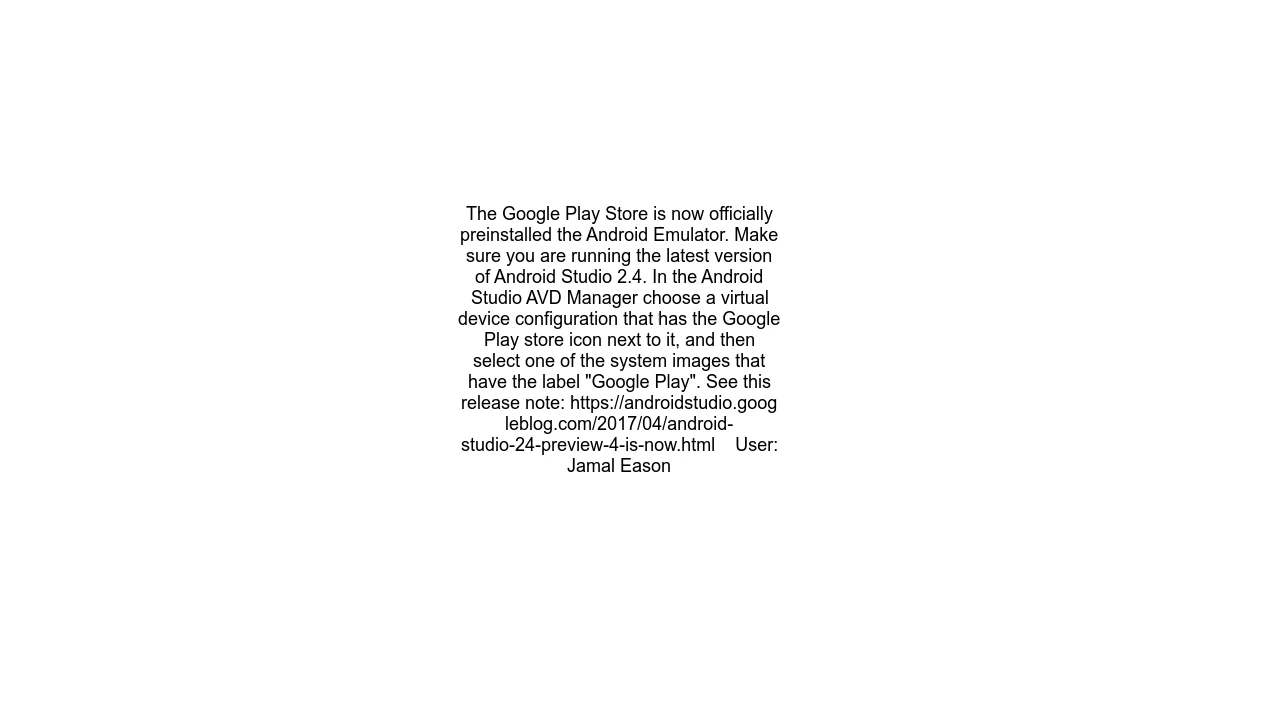 The Google Play Store is now officially
preinstalled the Android Emulator. Make
sure you are running the latest version
of Android Studio 2.4. In the Android
Studio AVD Manager choose a virtual
device configuration that has the Google
Play store icon next to it, and then
select one of the system images that
have the label "Google Play". See this
release note: https://androidstudio.goog
leblog.com/2017/04/android-
studio-24-preview-4-is-now.html    User:
Jamal Eason